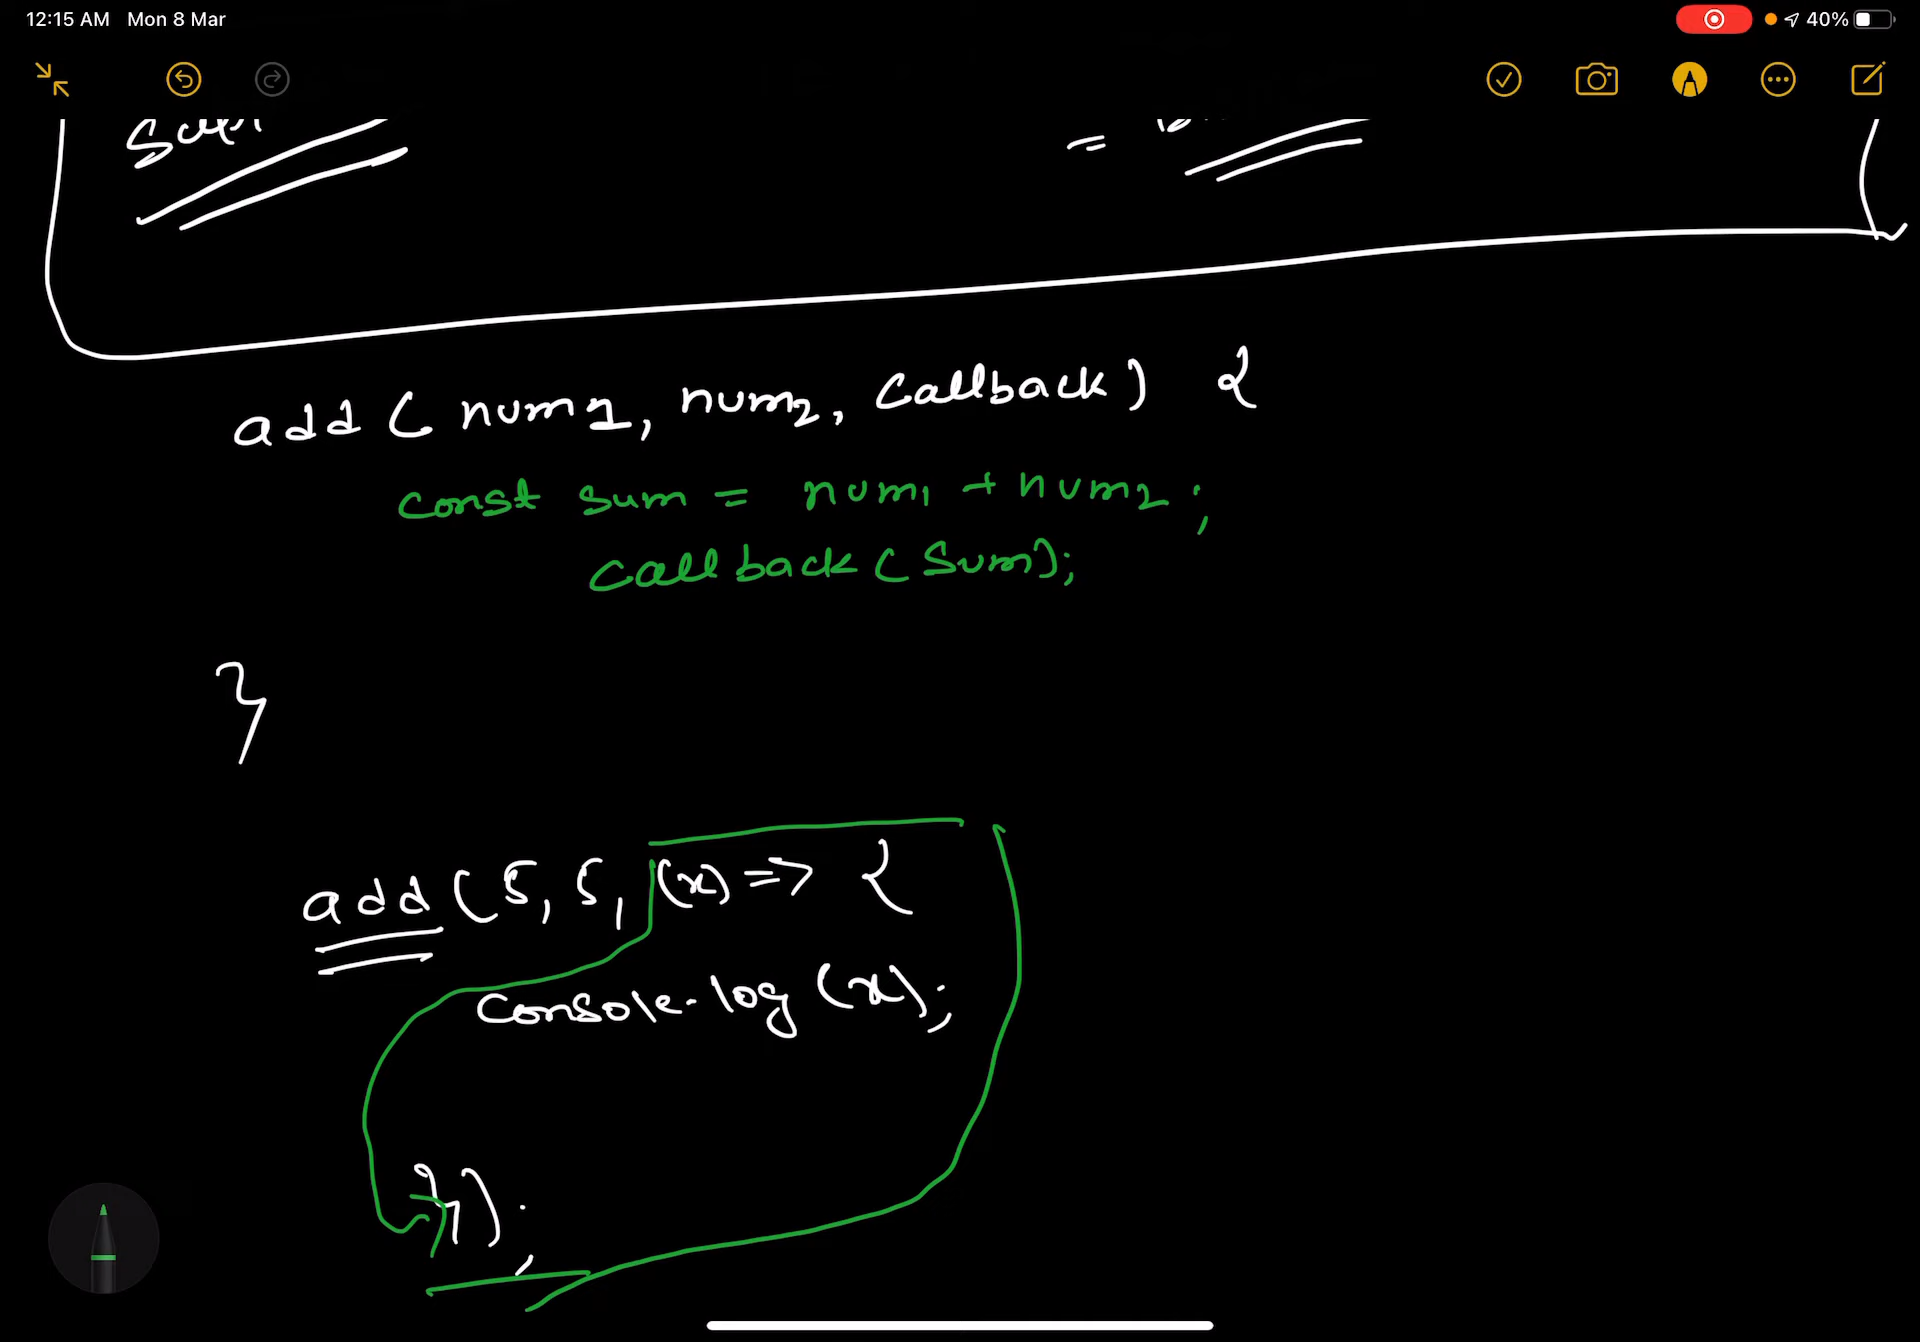 12:15 AM Mon 8 Mar
40%
=
add ( num1, num2, Callback) {
const sum = num1 + num2 ;
callback ( Sum);
}
add ( 5, 5, (x) => {
Console.log (x);
});